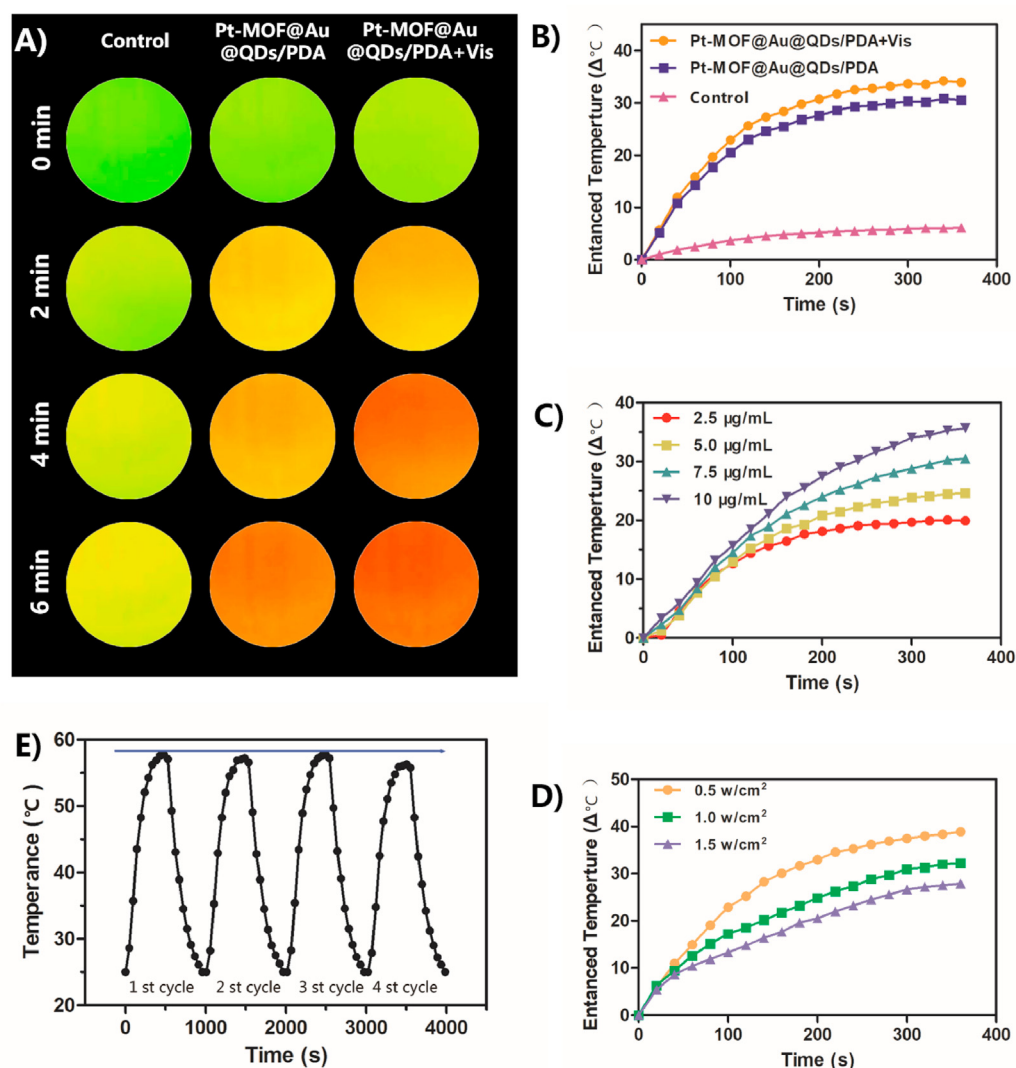 A)
Control
Pt-MOF@Au
@QDs/PDA
Pt-MOF@Au
@QDs/PDA+Vis
0 min
2 min
4 min
6 min
B)
Entanced Temperture (Δ℃)
40
30
20
10
0
Pt-MOF@Au@QDs/PDA+Vis
Pt-MOF@Au@QDs/PDA
Control
0
100
200
300
400
Time (s)
C)
Entanced Temperture (Δ℃)
40
30
20
10
0
2.5 μg/mL
5.0 μg/mL
7.5 μg/mL
10 μg/mL
0
100
200
300
400
Time (s)
E)
Temperance (℃)
60
50
40
30
20
1 st cycle
2 st cycle
3 st cycle
4 st cycle
0
1000
2000
3000
4000
Time (s)
D)
Entanced Temperture (Δ℃)
50
40
30
20
10
0
0.5 w/cm²
1.0 w/cm²
1.5 w/cm²
0
100
200
300
400
Time (s)